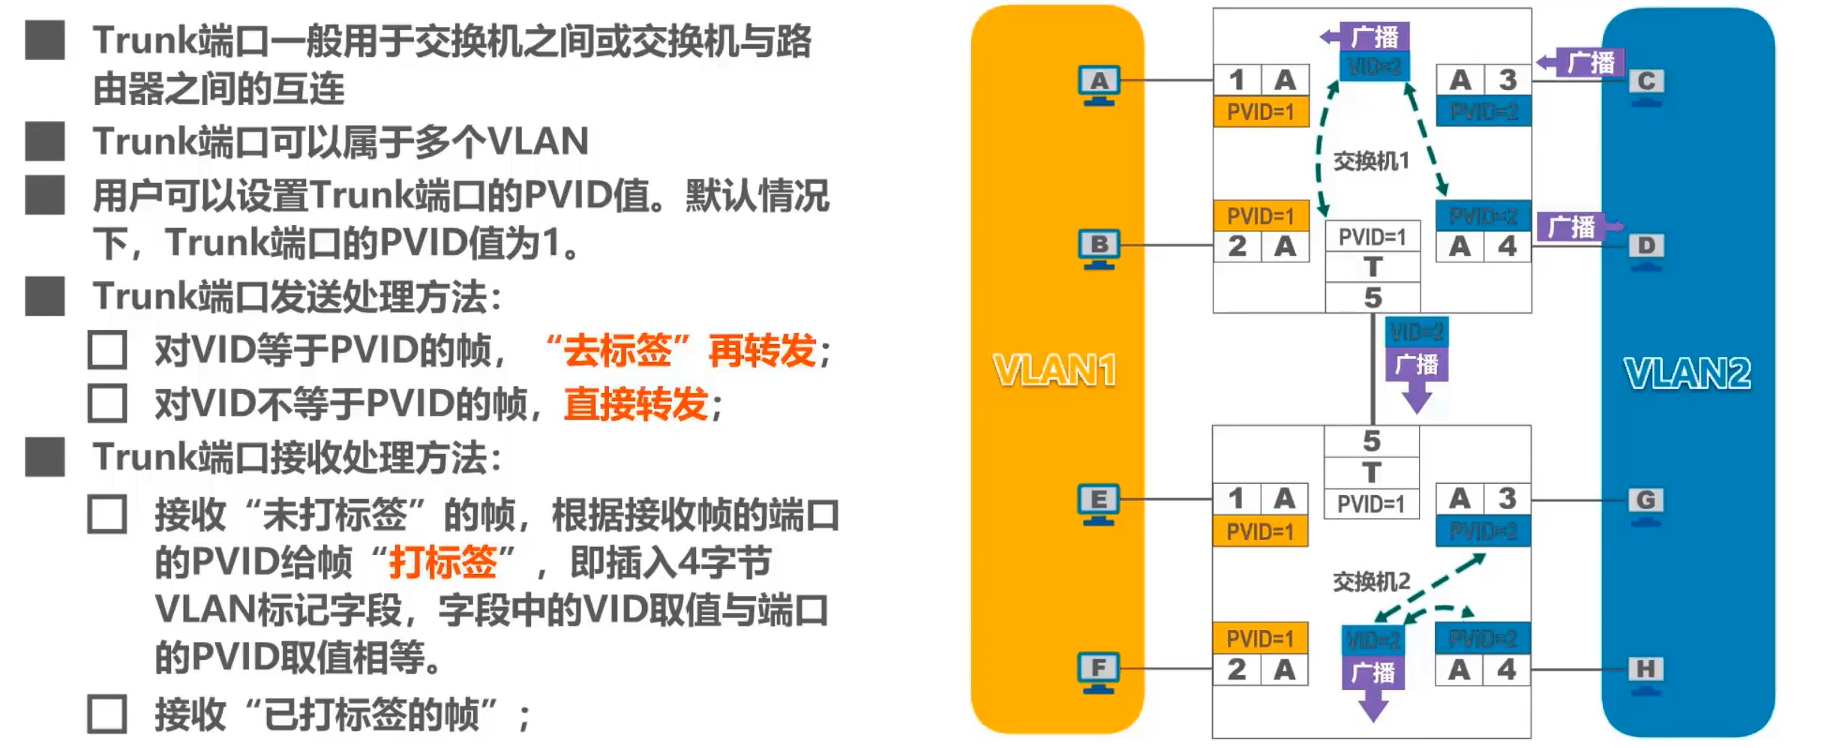 Trunk端口一般用于交换机之间或交换机与路
由器之间的互连
Trunk端口可以属于多个VLAN
用户可以设置Trunk端口的PVID值。默认情况
下，Trunk端口的PVID值为1。
Trunk端口发送处理方法：
对VID等于PVID的帧，“去标签”再转发；
对VID不等于PVID的帧，直接转发；
Trunk端口接收处理方法：
接收“未打标签”的帧，根据接收帧的端口
的PVID给帧“打标签”，即插入4字节
VLAN标记字段，字段中的VID取值与端口
的PVID取值相等。
接收“已打标签的帧”；
VLAN1
A
B
E
F
广播
VID=2
1 A
PVID=1
A 3
PVID=2
广播
交换机1
PVID=1
2 A
PVID=1
T
5
PVID=2
A 4
广播
VID=2
广播
5
T
PVID=1
1 A
PVID=1
A 3
PVID=2
交换机2
PVID=1
2 A
VID=2
广播
PVID=2
A 4
C
D
VLAN2
G
H